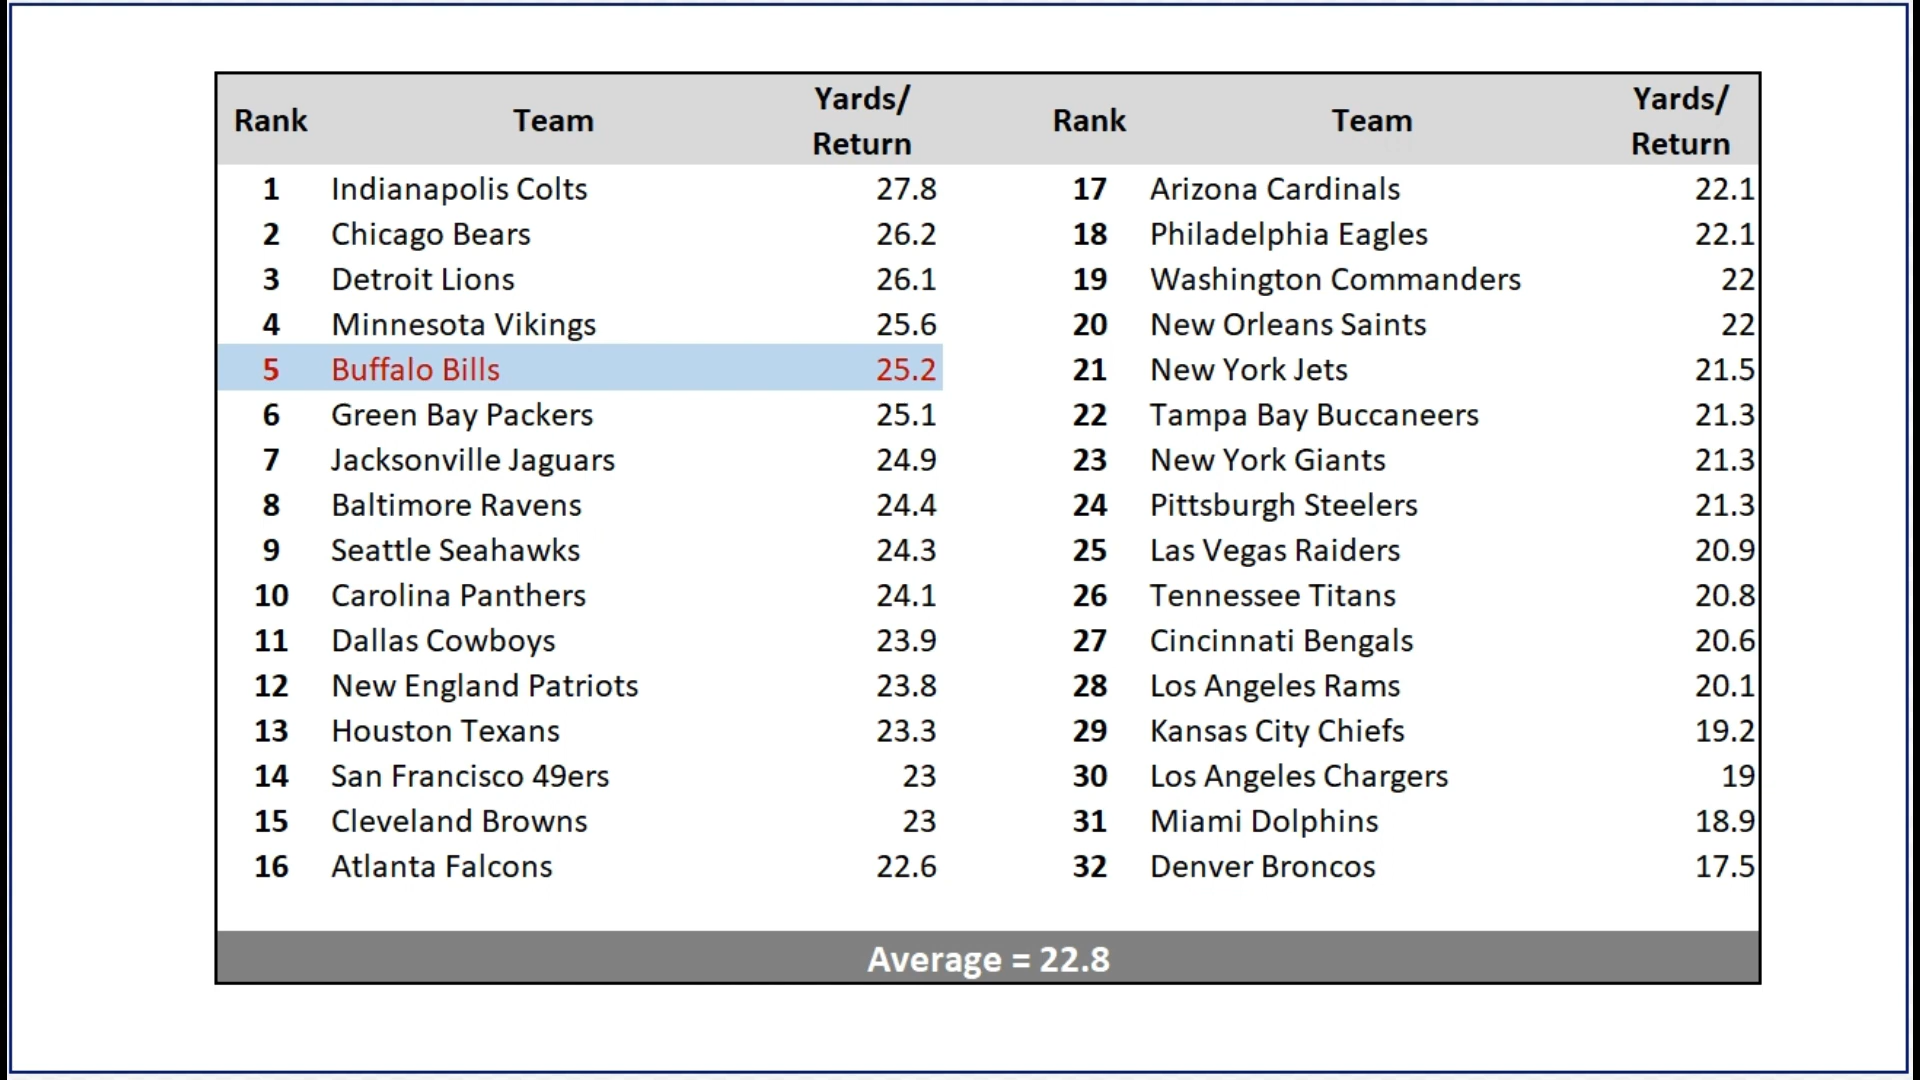 Rank Team Yards/ Return Rank Team Yards/ Return
1 Indianapolis Colts 27.8 17 Arizona Cardinals 22.1
2 Chicago Bears 26.2 18 Philadelphia Eagles 22.1
3 Detroit Lions 26.1 19 Washington Commanders 22
4 Minnesota Vikings 25.6 20 New Orleans Saints 22
5 Buffalo Bills 25.2 21 New York Jets 21.5
6 Green Bay Packers 25.1 22 Tampa Bay Buccaneers 21.3
7 Jacksonville Jaguars 24.9 23 New York Giants 21.3
8 Baltimore Ravens 24.4 24 Pittsburgh Steelers 21.3
9 Seattle Seahawks 24.3 25 Las Vegas Raiders 20.9
10 Carolina Panthers 24.1 26 Tennessee Titans 20.8
11 Dallas Cowboys 23.9 27 Cincinnati Bengals 20.6
12 New England Patriots 23.8 28 Los Angeles Rams 20.1
13 Houston Texans 23.3 29 Kansas City Chiefs 19.2
14 San Francisco 49ers 23 30 Los Angeles Chargers 19
15 Cleveland Browns 23 31 Miami Dolphins 18.9
16 Atlanta Falcons 22.6 32 Denver Broncos 17.5
Average = 22.8